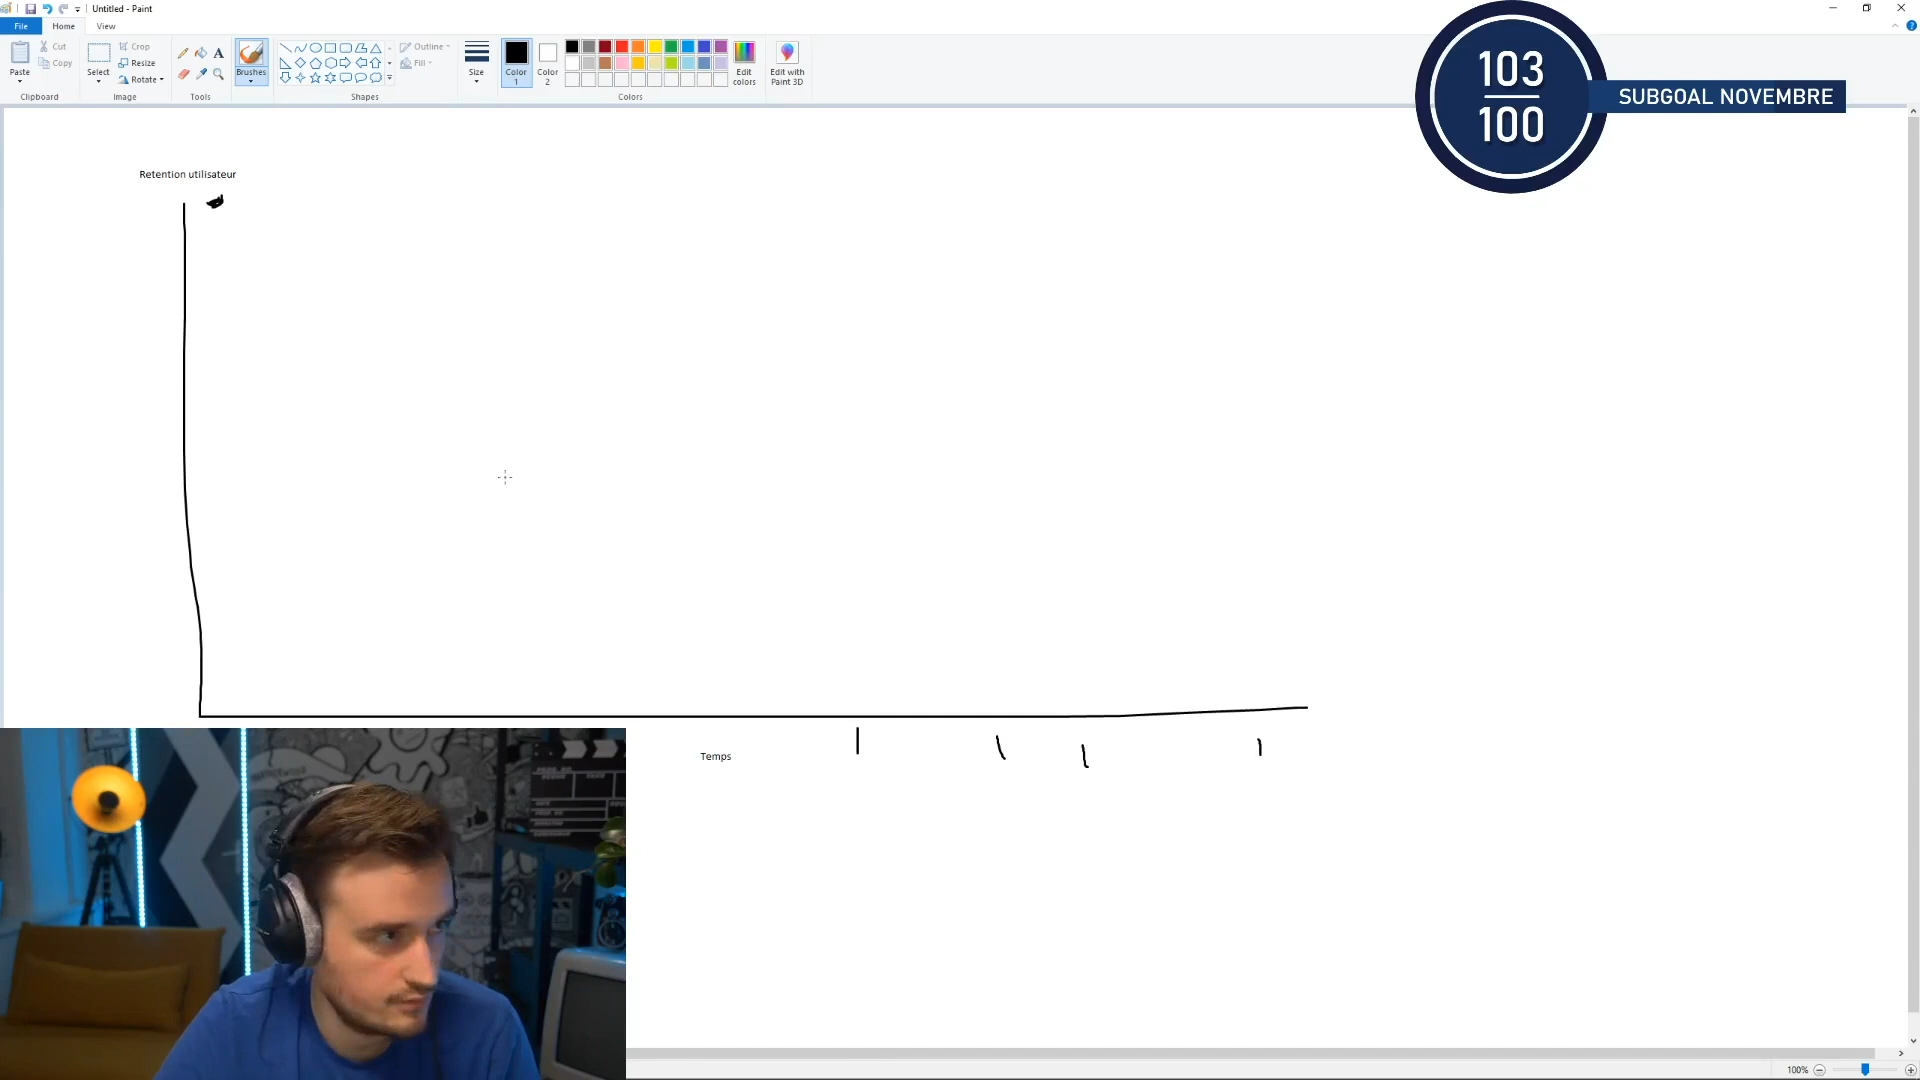 Untitled - Paint
File
Home
View
Paste
Cut
Copy
Clipboard
Select
Crop
Resize
Rotate
Image
Tools
Brushes
Outline
Fill
Shapes
Size
Color
1
Color
2
Edit
colors
Edit with
Paint 3D
Colors
103
100
SUBGOAL NOVEMBRE
Retention utilisateur
Temps
100%